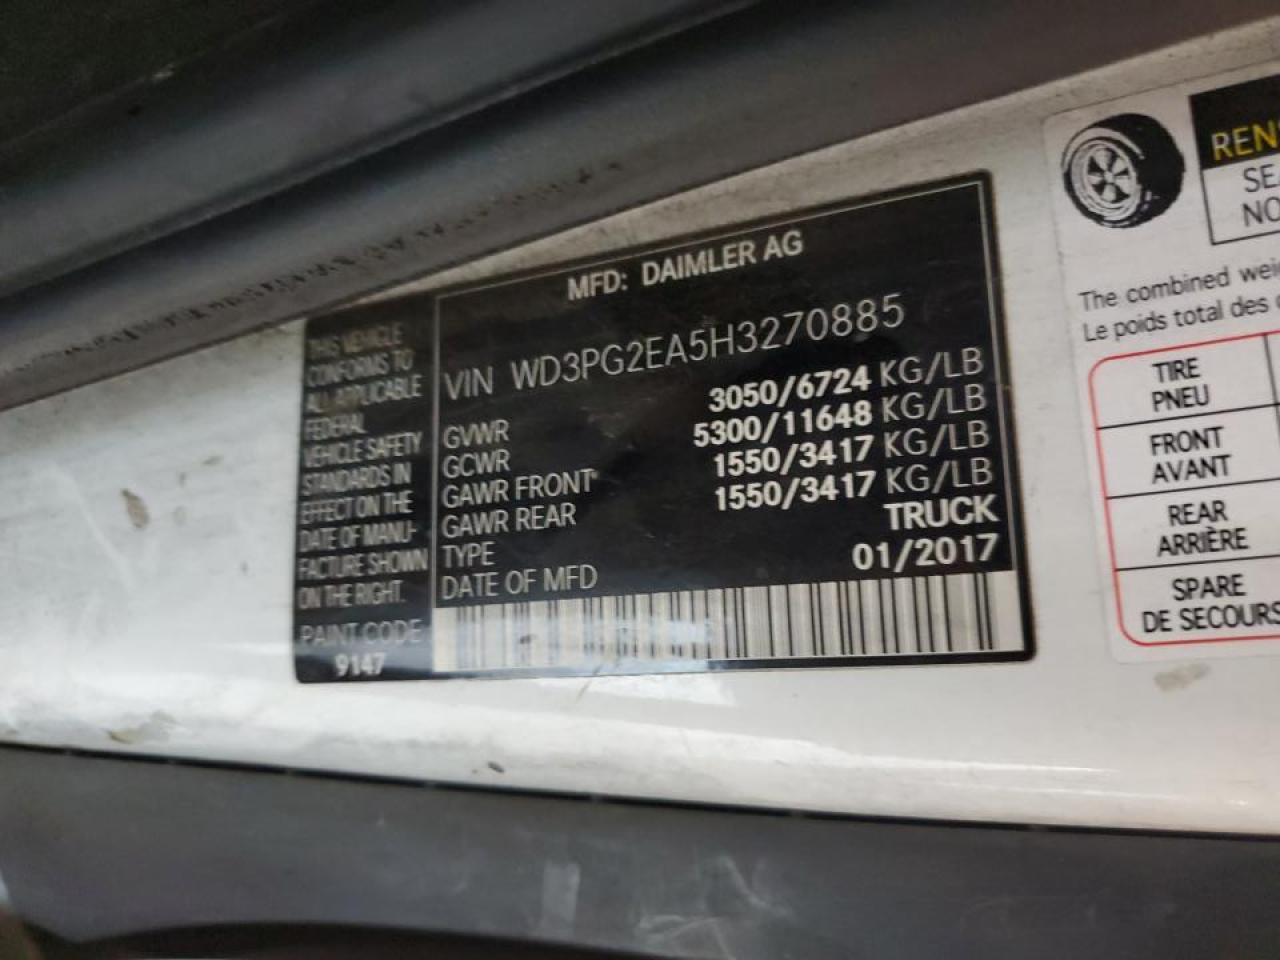 THIS VEHICLE
CONFORMS TO
ALL APPLICABLE
FEDERAL
VEHICLE SAFETY
STANDARDS IN
EFFECT ON THE
DATE OF MANU-
FACTURE SHOWN
ON THE RIGHT.
PAINT CODE
9147
MFD: DAIMLER AG
VIN WD3PG2EA5H3270885
GVWR 3050/6724 KG/LB
GCWR 5300/11648 KG/LB
GAWR FRONT 1550/3417 KG/LB
GAWR REAR 1550/3417 KG/LB
TYPE TRUCK
DATE OF MFD 01/2017
REN
SEA
NO
The combined wei
Le poids total des
TIRE
PNEU
FRONT
AVANT
REAR
ARRIÈRE
SPARE
DE SECOURS